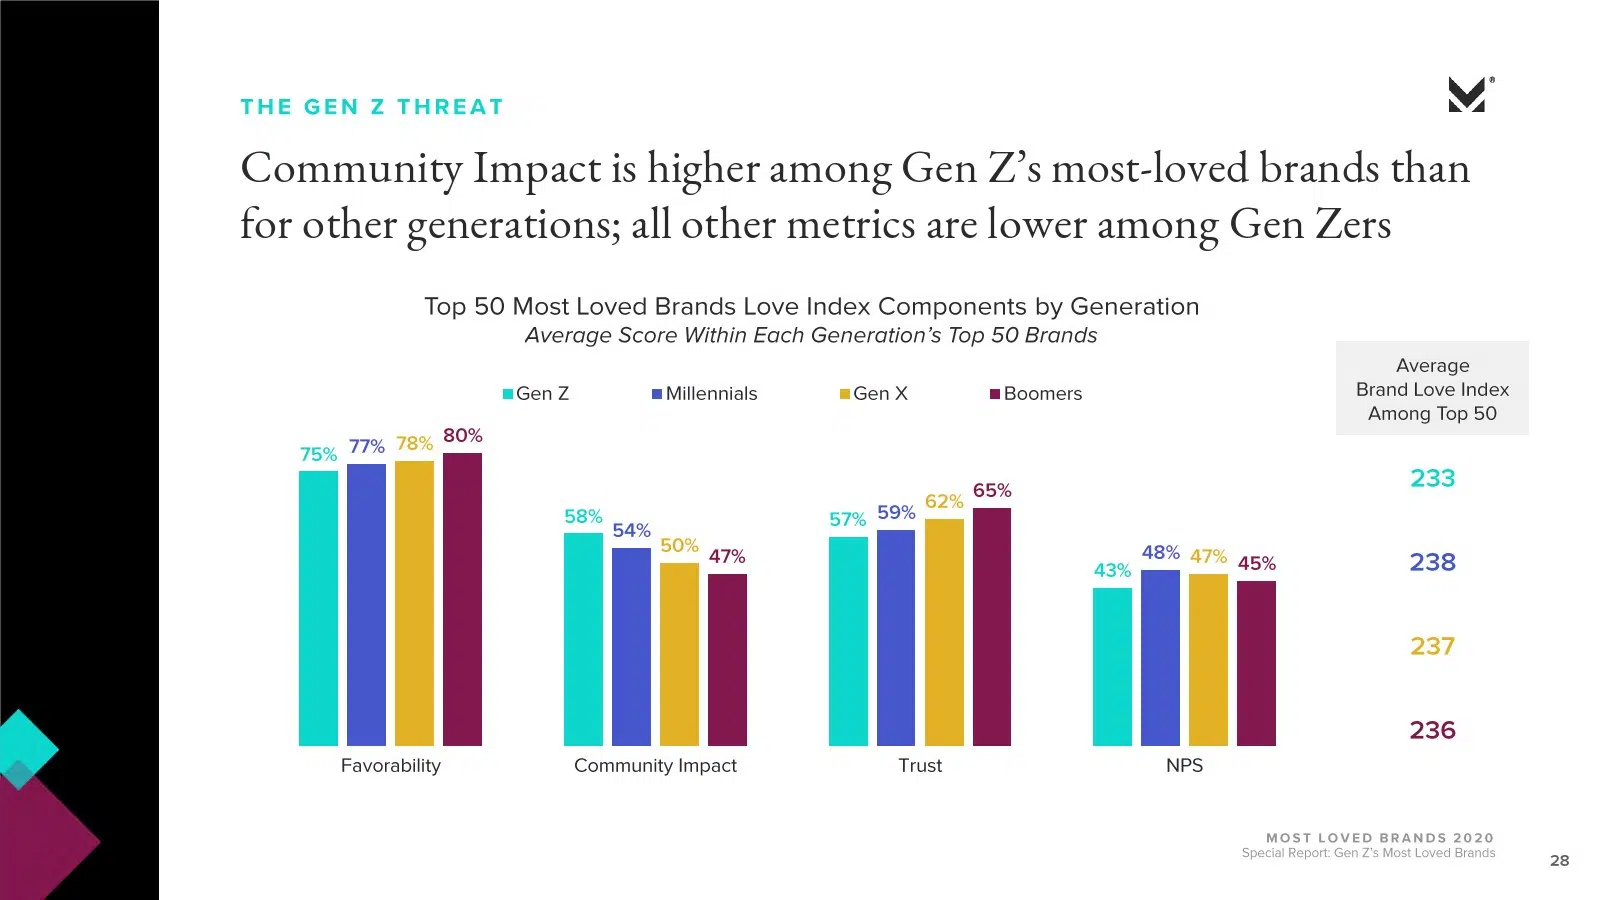 THE GEN Z THREAT
®
Community Impact is higher among Gen Z’s most-loved brands than
for other generations; all other metrics are lower among Gen Zers
Top 50 Most Loved Brands Love Index Components by Generation
Average Score Within Each Generation’s Top 50 Brands
Gen Z Millennials Gen X Boomers
75% 77% 78% 80%
58% 54% 50% 47%
57% 59% 62% 65%
43% 48% 47% 45%
Favorability Community Impact Trust NPS
Average
Brand Love Index
Among Top 50
233
238
237
236
MOST LOVED BRANDS 2020
Special Report: Gen Z’s Most Loved Brands
28